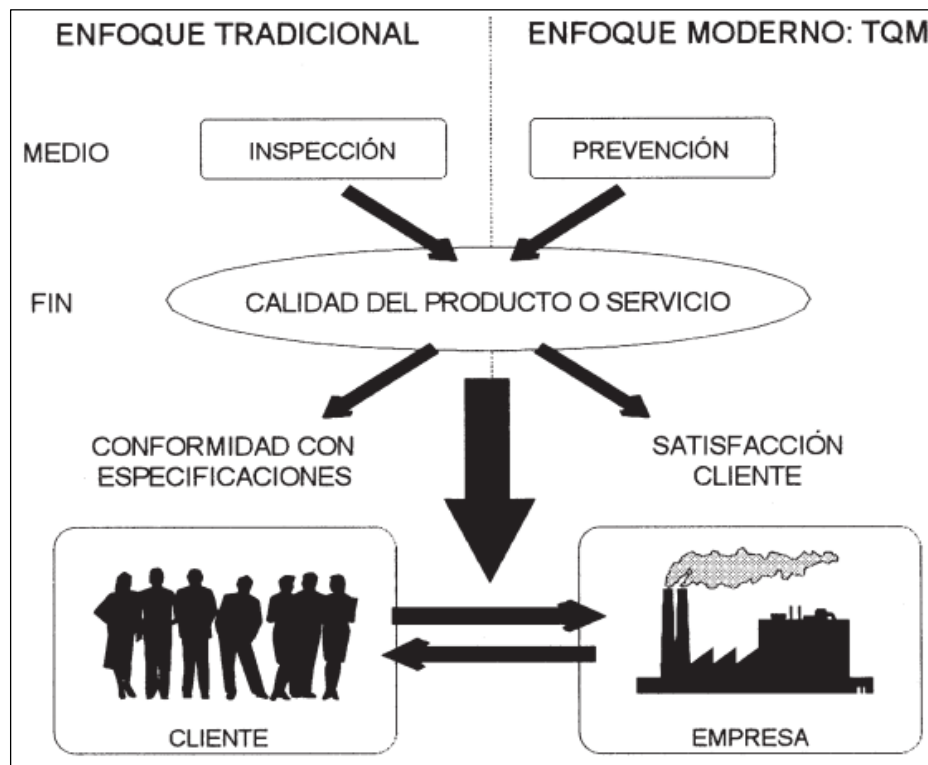 ENFOQUE TRADICIONAL
ENFOQUE MODERNO: TQM
MEDIO
INSPECCIÓN
PREVENCIÓN
FIN
CALIDAD DEL PRODUCTO O SERVICIO
CONFORMIDAD CON
ESPECIFICACIONES
SATISFACCIÓN
CLIENTE
CLIENTE
EMPRESA